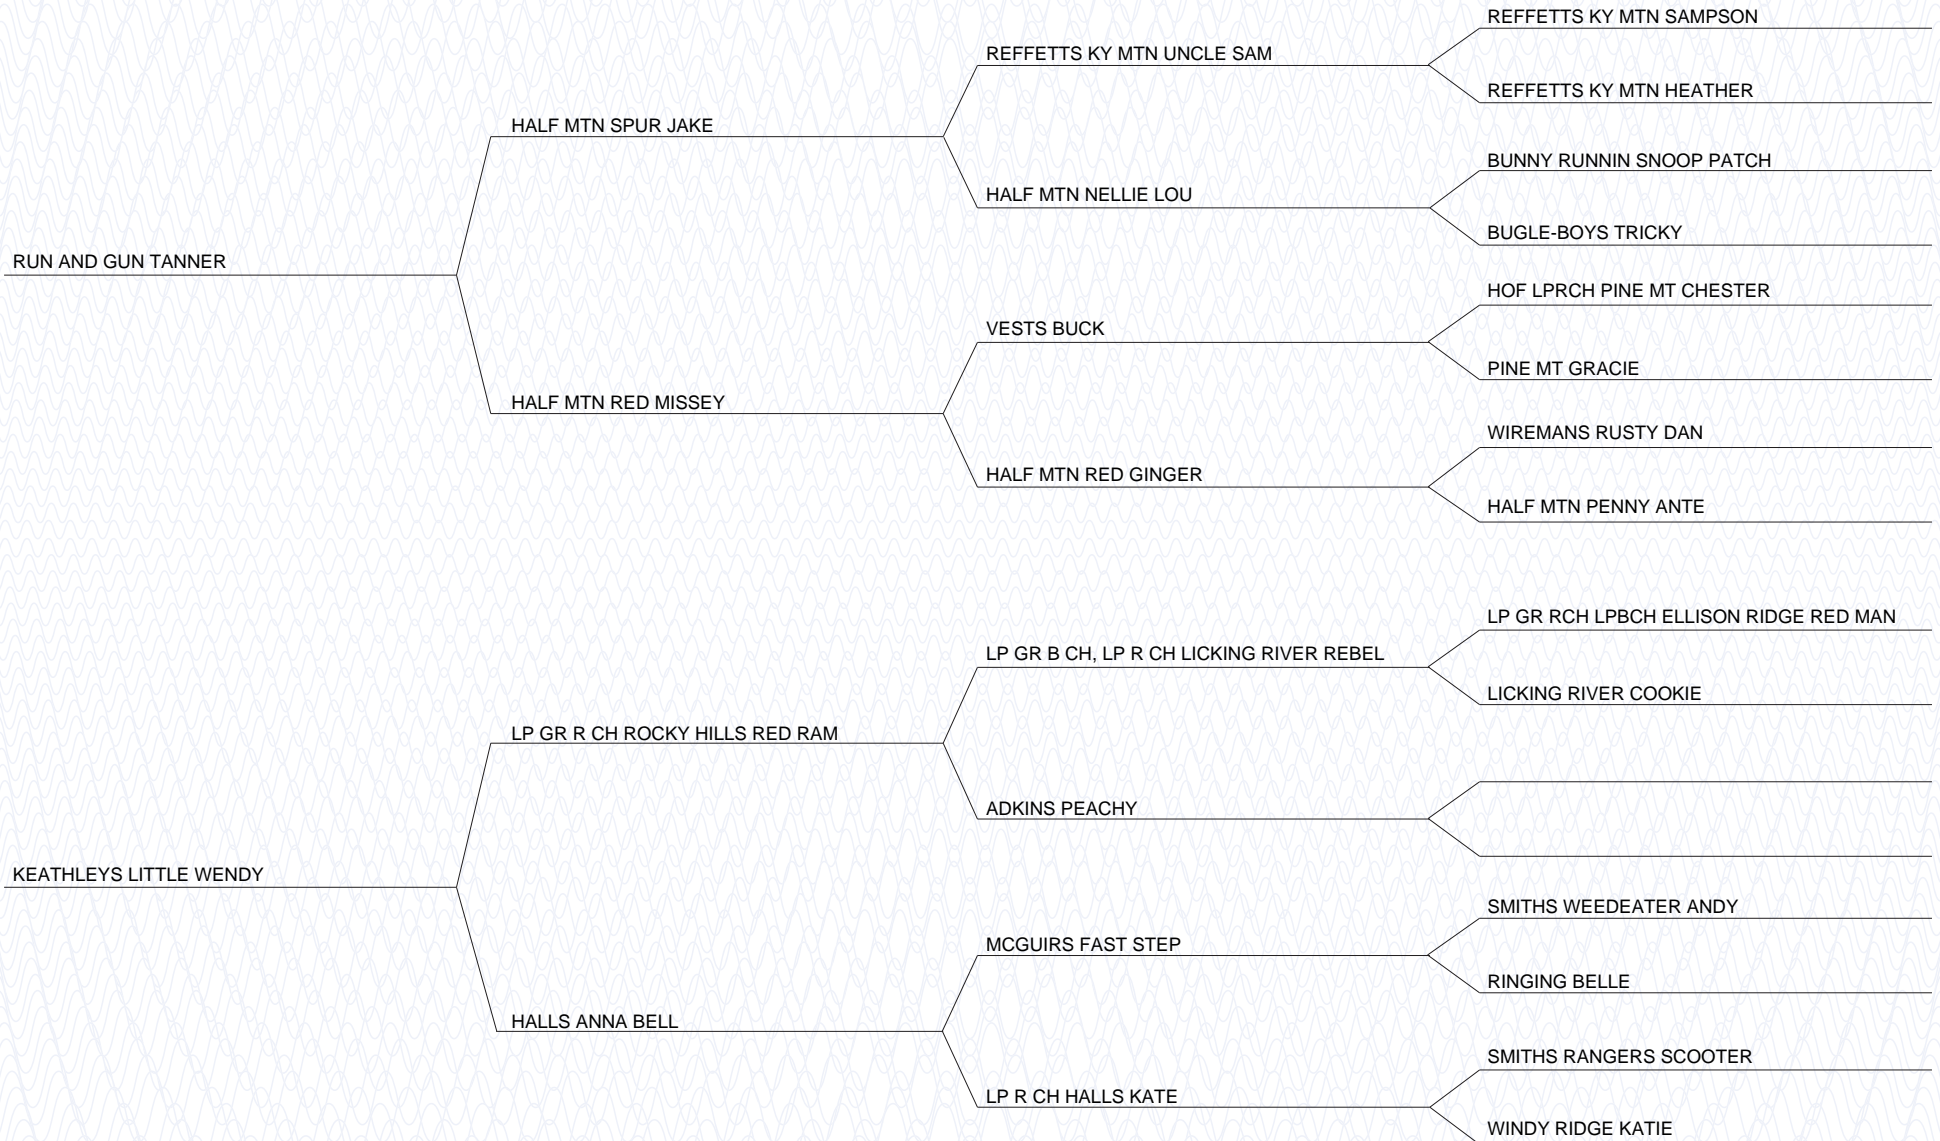 REFFETTS KY MTN SAMPSON
REFFETTS KY MTN UNCLE SAM
REFFETTS KY MTN HEATHER
HALF MTN SPUR JAKE
BUNNY RUNNIN SNOOP PATCH
HALF MTN NELLIE LOU
BUGLE-BOYS TRICKY
RUN AND GUN TANNER
HOF LPRCH PINE MT CHESTER
VESTS BUCK
PINE MT GRACIE
HALF MTN RED MISSEY
WIREMANS RUSTY DAN
HALF MTN RED GINGER
HALF MTN PENNY ANTE
LP GR RCH LPBCH ELLISON RIDGE RED MAN
LP GR B CH, LP R CH LICKING RIVER REBEL
LICKING RIVER COOKIE
LP GR R CH ROCKY HILLS RED RAM
ADKINS PEACHY
KEATHLEYS LITTLE WENDY
SMITHS WEEDEATER ANDY
MCGUIRS FAST STEP
RINGING BELLE
HALLS ANNA BELL
SMITHS RANGERS SCOOTER
LP R CH HALLS KATE
WINDY RIDGE KATIE